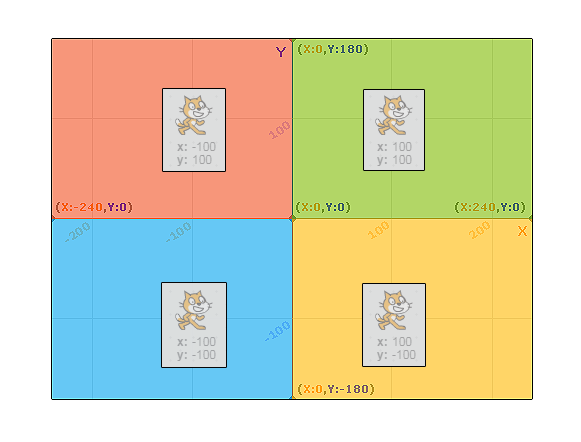 Y
(X:0,Y:180)
100
x: -100
y: 100
x: 100
y: 100
(X:-240,Y:0)
(X:0,Y:0)
(X:240,Y:0)
-200
-100
100
200
X
-100
x: -100
y: -100
x: 100
y: -100
(X:0,Y:-180)